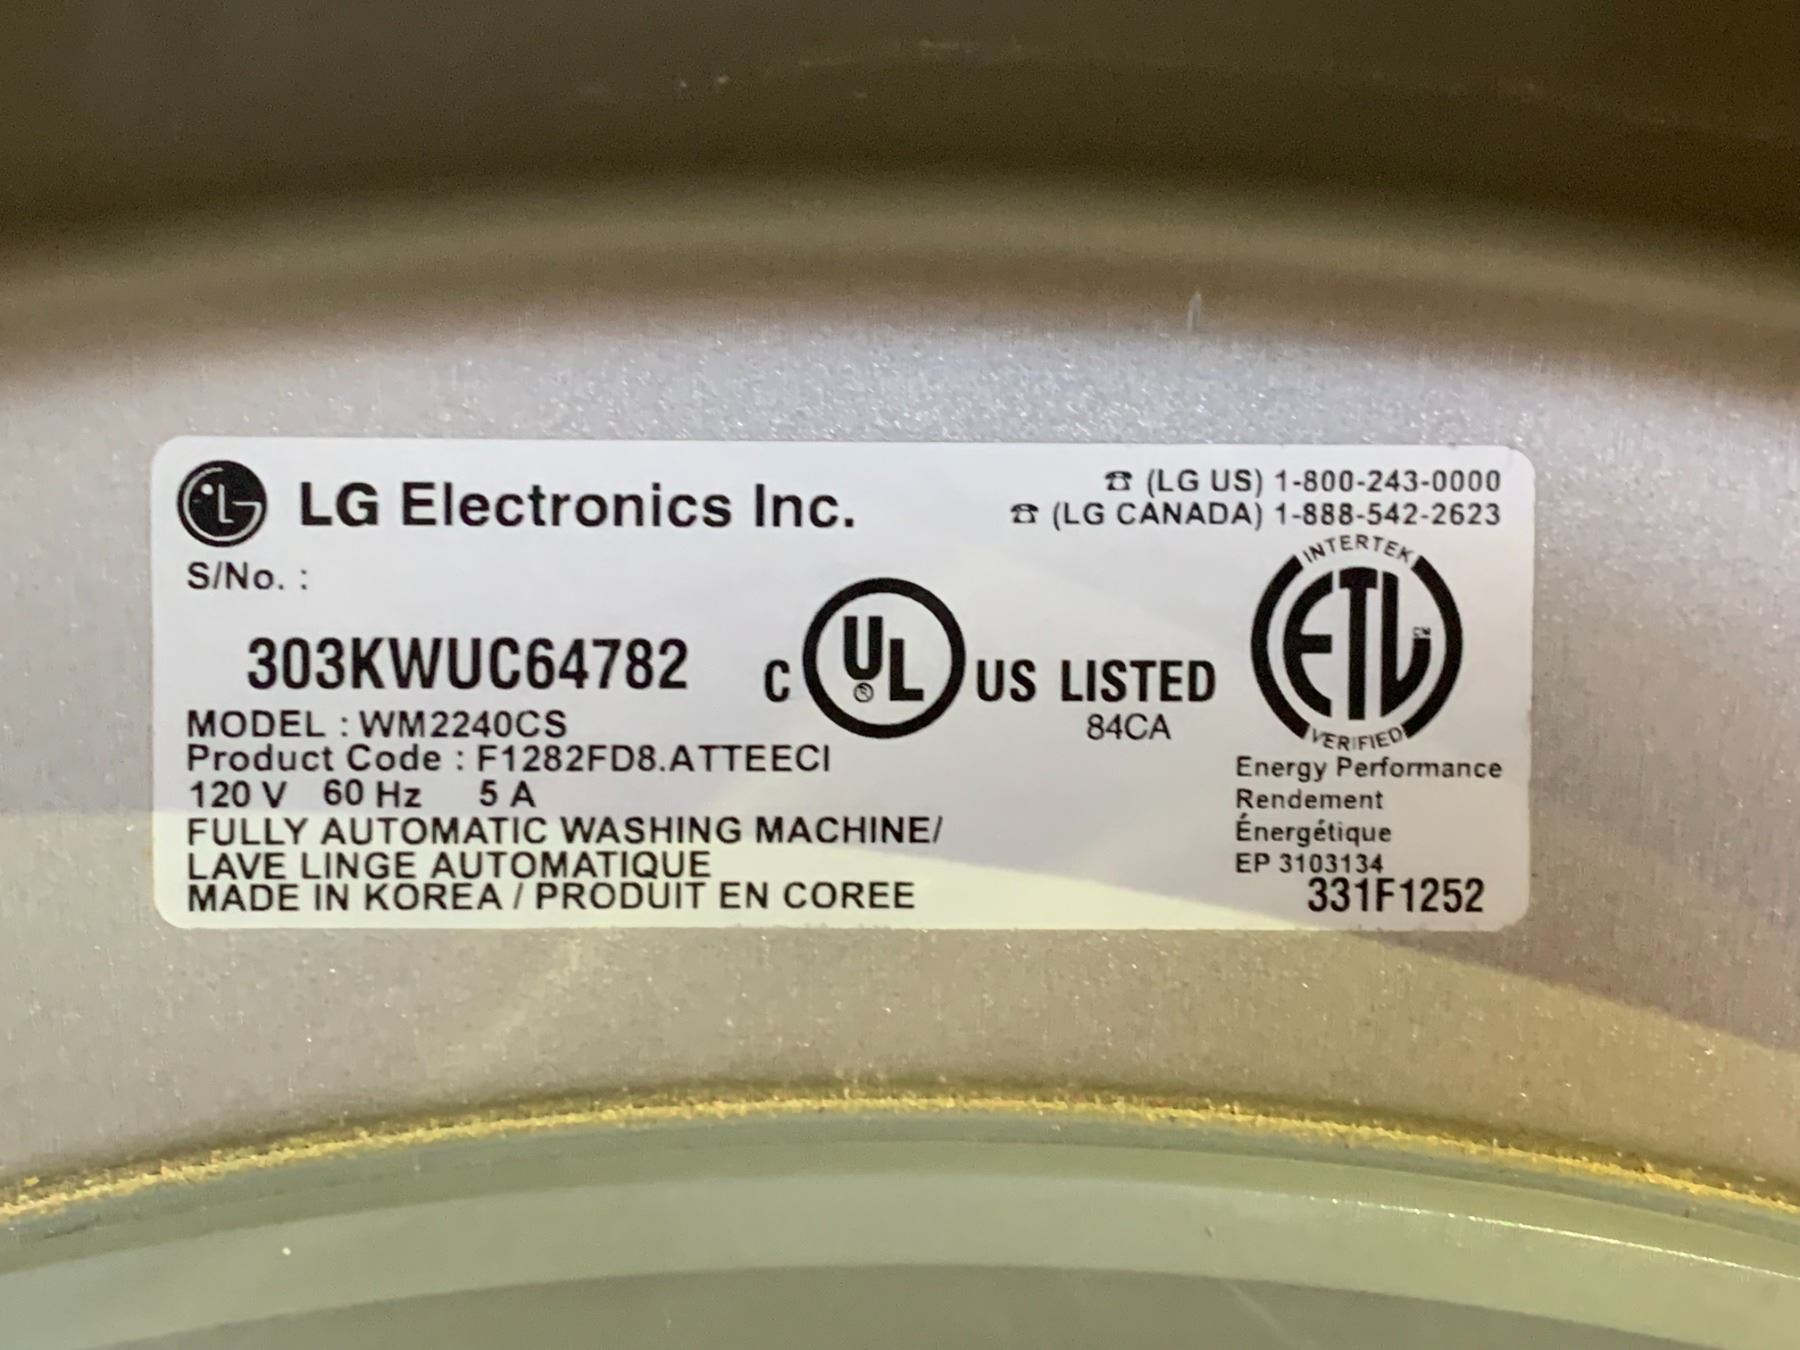 LG Electronics Inc.
☎ (LG US) 1-800-243-0000
☎ (LG CANADA) 1-888-542-2623
S/No. :
303KWUC64782
C UL ® US LISTED
84CA
INTERTEK
ETL CM
VERIFIED
MODEL : WM2240CS
Product Code : F1282FD8.ATTEECI
120 V 60 Hz 5 A
FULLY AUTOMATIC WASHING MACHINE/
LAVE LINGE AUTOMATIQUE
MADE IN KOREA / PRODUIT EN COREE
Energy Performance
Rendement
Énergétique
EP 3103134
331F1252